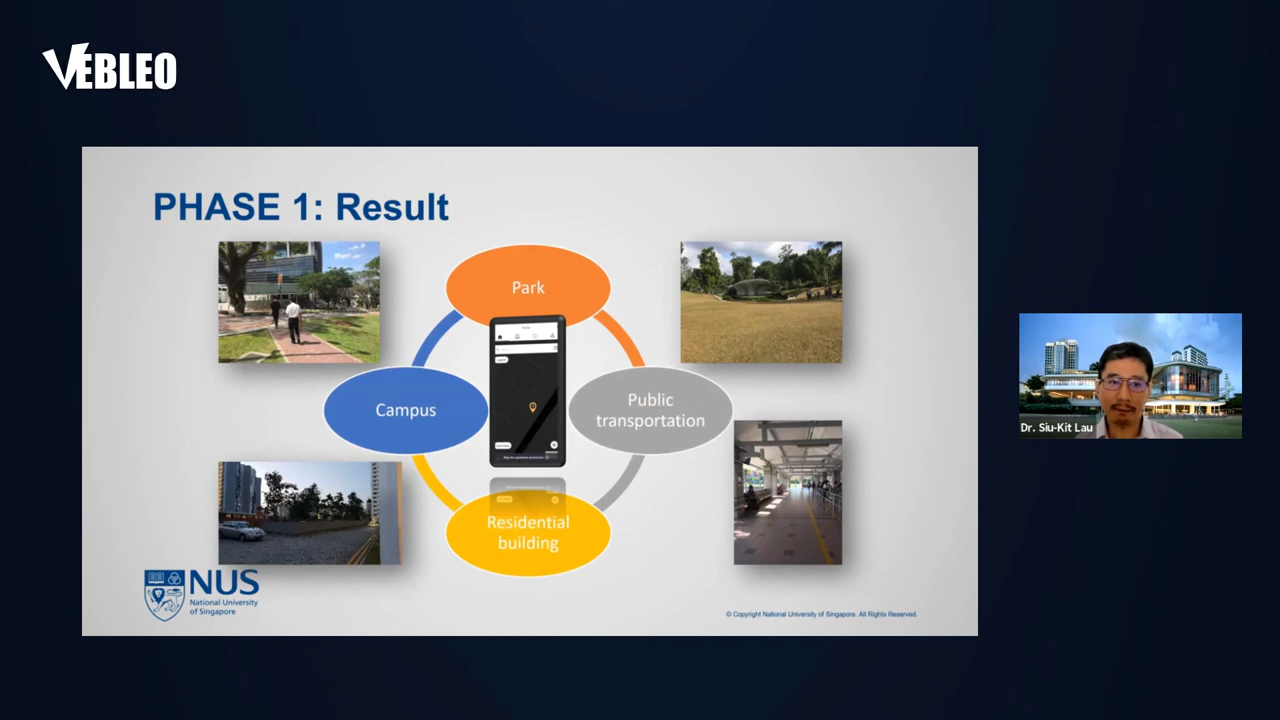 VEBLEO
PHASE 1: Result
Park
Campus
Public
transportation
Residential
building
NUS
National University
of Singapore
© Copyright National University of Singapore. All Rights Reserved.
Dr. Siu-Kit Lau